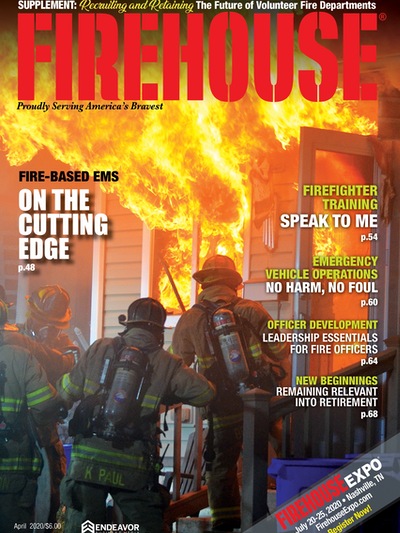 SUPPLEMENT: Recruiting and Retaining The Future of Volunteer Fire Departments
FIREHOUSE®
Proudly Serving America's Bravest
FIRE-BASED EMS
ON THE
CUTTING
EDGE
p.48
FIREFIGHTER
TRAINING
SPEAK TO ME
p.54
EMERGENCY
VEHICLE OPERATIONS
NO HARM, NO FOUL
p.60
OFFICER DEVELOPMENT
LEADERSHIP ESSENTIALS
FOR FIRE OFFICERS
p.64
NEW BEGINNINGS
REMAINING RELEVANT
INTO RETIREMENT
p.68
K PAUL
FIREHOUSE EXPO
July 20-25, 2020 • Nashville, TN
FirehouseExpo.com
Register Now!
April 2020/$6.00
ENDEAVOR